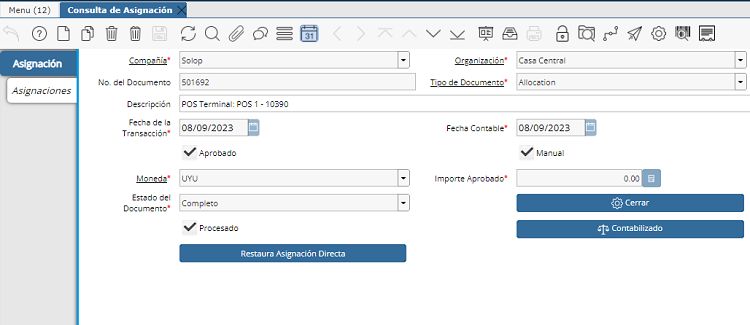 Menu (12) Consulta de Asignación
31
Asignación
Asignaciones
Compañía* Solop Organización* Casa Central
No. del Documento 501692 Tipo de Documento* Allocation
Descripción POS Terminal: POS 1 - 10390
Fecha de la
Transacción* 08/09/2023 Fecha Contable* 08/09/2023
Aprobado Manual
Moneda* UYU Importe Aprobado* 0.00
Estado del
Documento* Completo Cerrar
Procesado Contabilizado
Restaura Asignación Directa